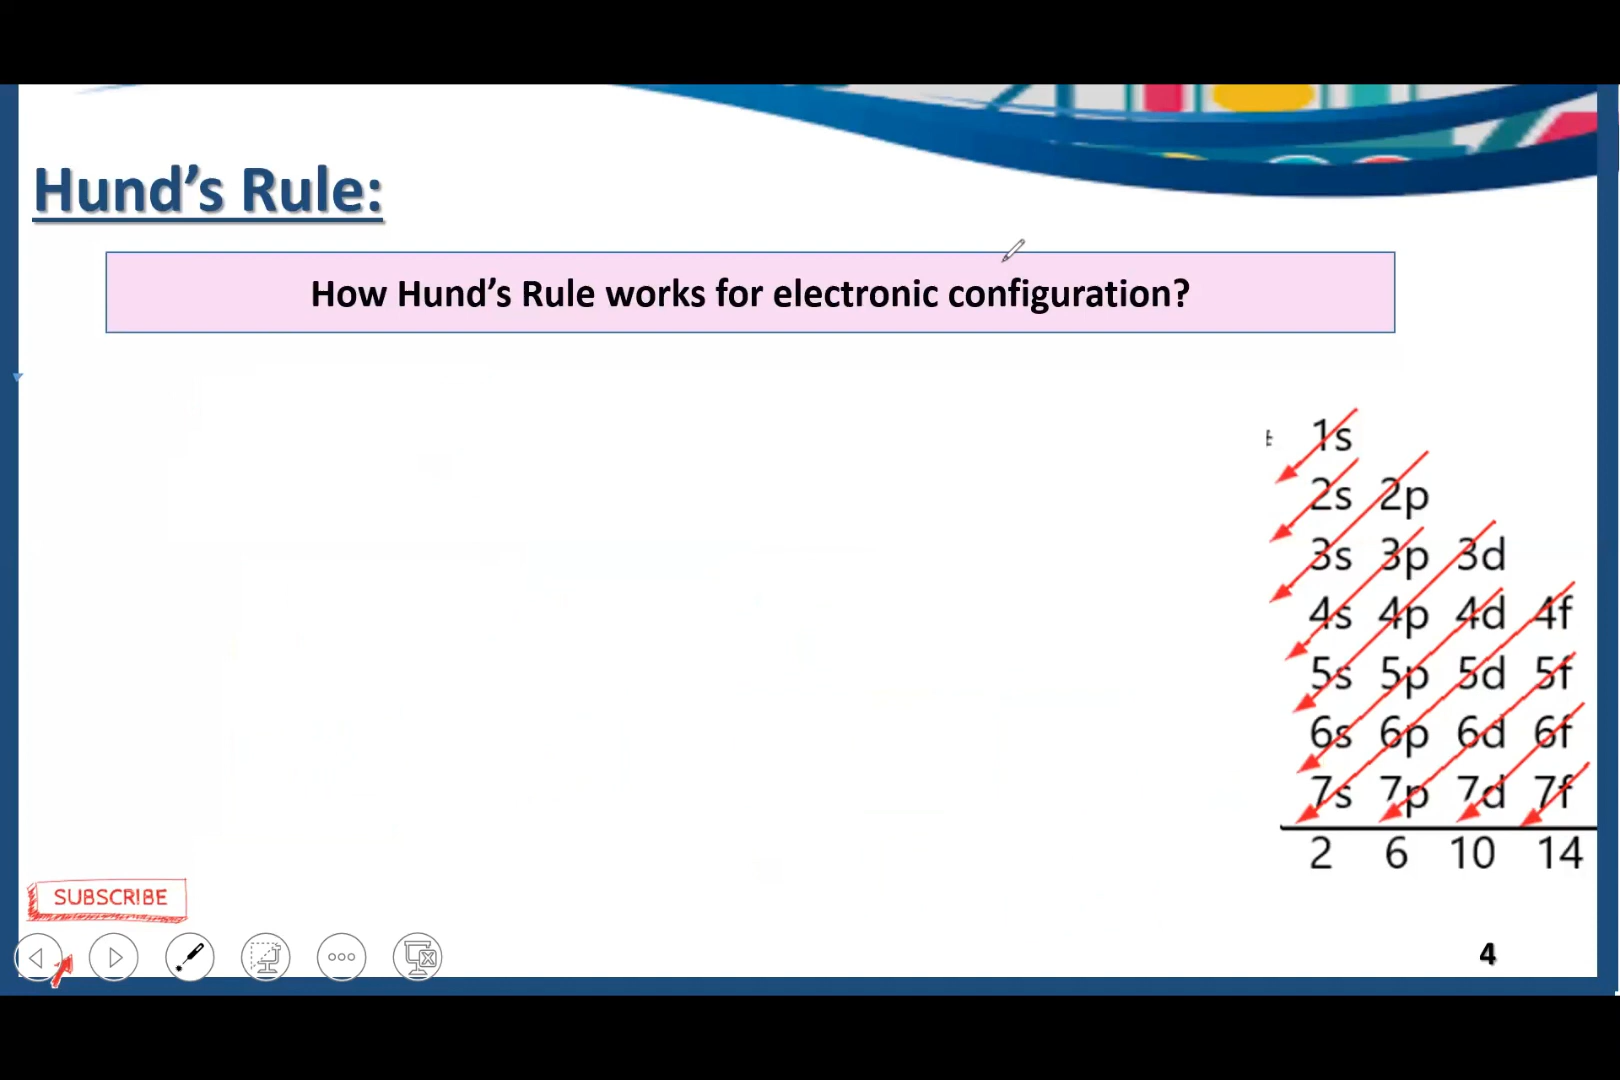 Hund’s Rule:
How Hund’s Rule works for electronic configuration?
1s
2s 2p
3s 3p 3d
4s 4p 4d 4f
5s 5p 5d 5f
6s 6p 6d 6f
7s 7p 7d 7f
2 6 10 14
SUBSCRIBE
4